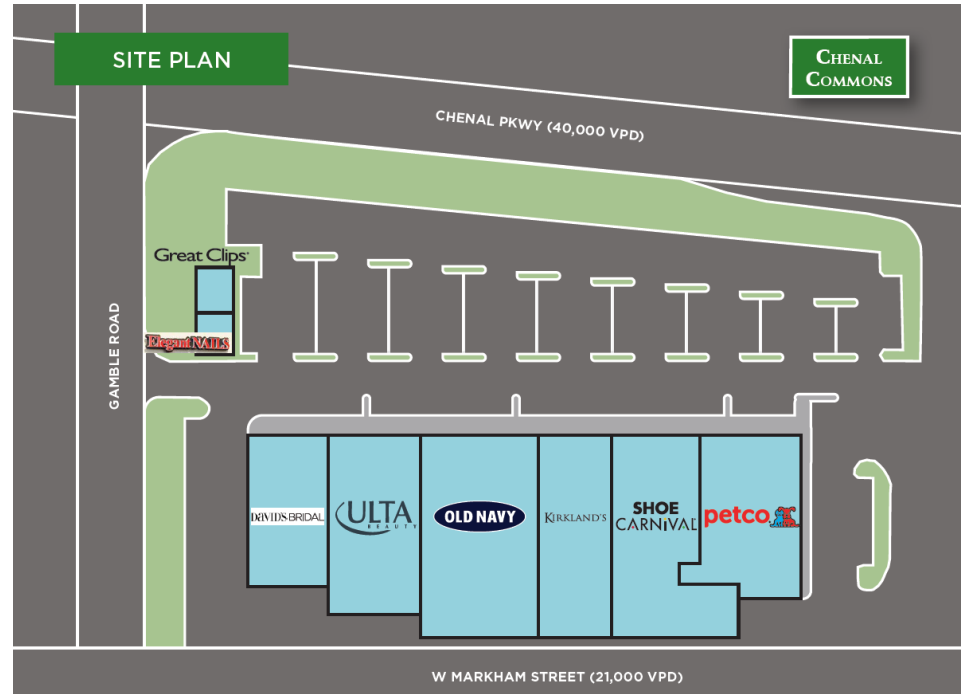 SITE PLAN
CHENAL
COMMONS
CHENAL PKWY (40,000 VPD)
Great Clips
Elegant NAILS
GAMBLE ROAD
DAVID'S BRIDAL
ULTA
BEAUTY
OLD NAVY
KIRKLAND'S
SHOE
CARNIVAL
petco
W MARKHAM STREET (21,000 VPD)